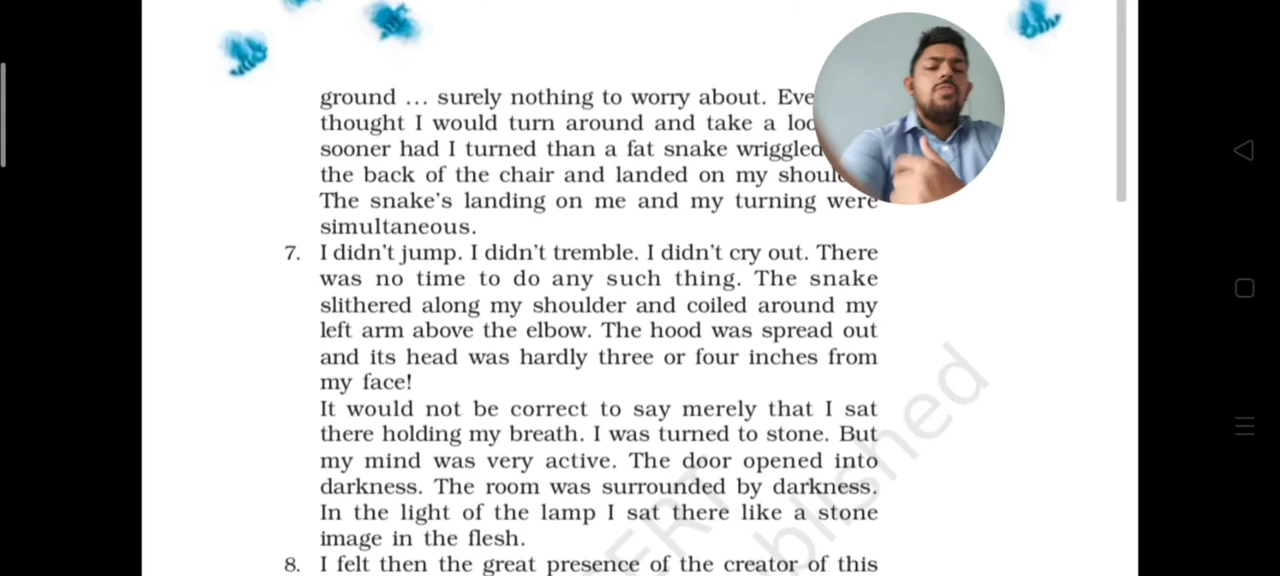 ground … surely nothing to worry about.
thought I would turn around and take a
sooner had I turned than a fat snake wriggled
the back of the chair and landed on my
The snake's landing on me and my turning were
simultaneous.
7. I didn't jump. I didn't tremble. I didn't cry out. There
was no time to do any such thing. The snake
slithered along my shoulder and coiled around my
left arm above the elbow. The hood was spread out
and its head was hardly three or four inches from
my face!
It would not be correct to say merely that I sat
there holding my breath. I was turned to stone. But
my mind was very active. The door opened into
darkness. The room was surrounded by darkness.
In the light of the lamp I sat there like a stone
image in the flesh.
8. I felt then the great presence of the creator of this